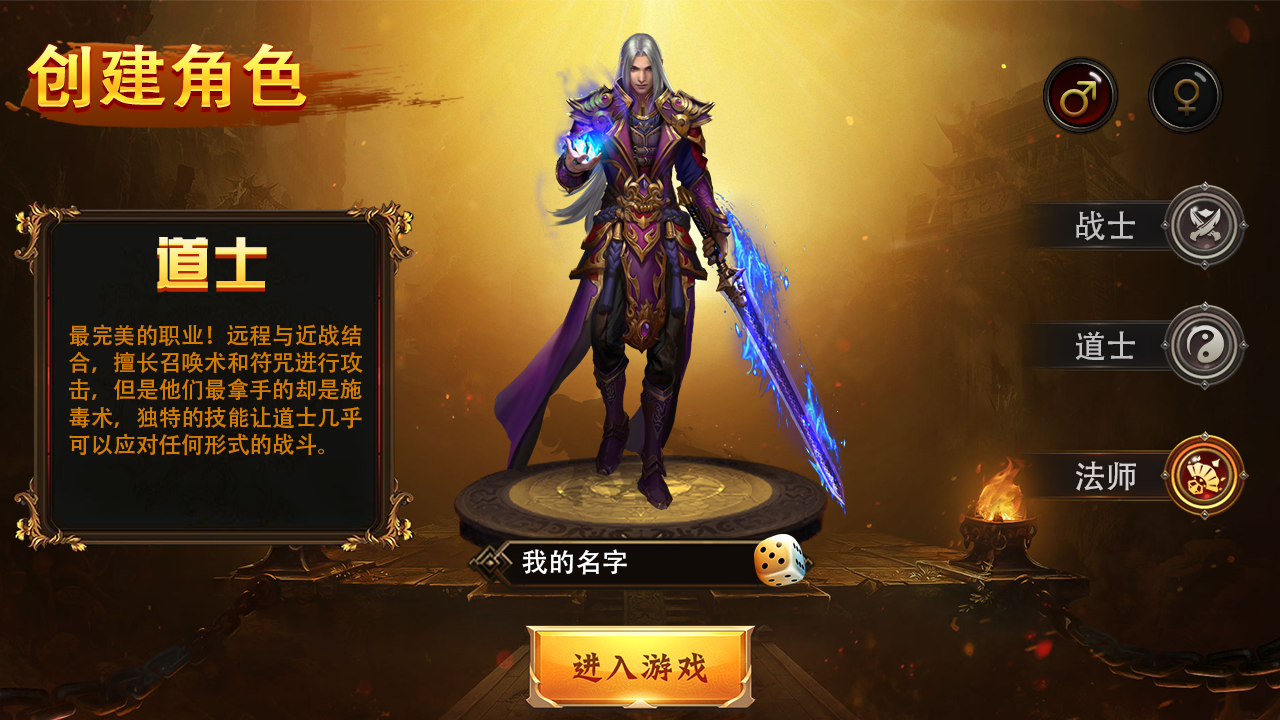 创建角色
道士
最完美的职业！远程与近战结
合，擅长召唤术和符咒进行攻
击，但是他们最拿手的却是施
毒术，独特的技能让道士几乎
可以应对任何形式的战斗。
战士
道士
法师
我的名字
进入游戏